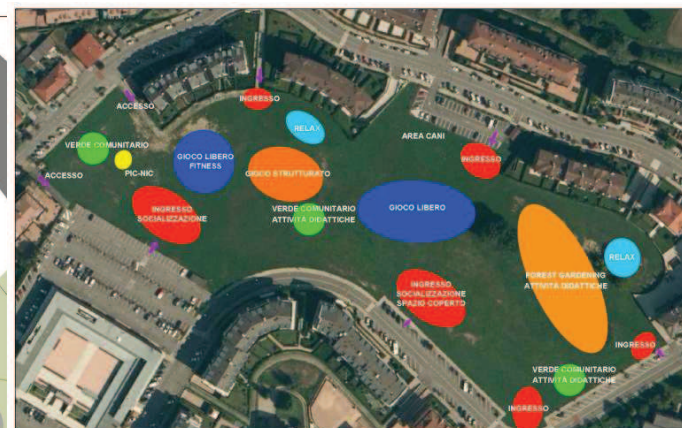 ACCESSO
INGRESSO
RELAX
AREA CANI
VERDE COMUNITARIO
GIOCO LIBERO
FITNESS
INGRESSO
ACCESSO
PIC-NIC
GIOCO STRUTTURATO
INGRESSO
SOCIALIZZAZIONE
VERDE COMUNITARIO
ATTIVITÀ DIDATTICHE
GIOCO LIBERO
RELAX
FOREST GARDENING
ATTIVITÀ DIDATTICHE
INGRESSO
SOCIALIZZAZIONE
SPAZIO COPERTO
INGRESSO
VERDE COMUNITARIO
ATTIVITÀ DIDATTICHE
INGRESSO